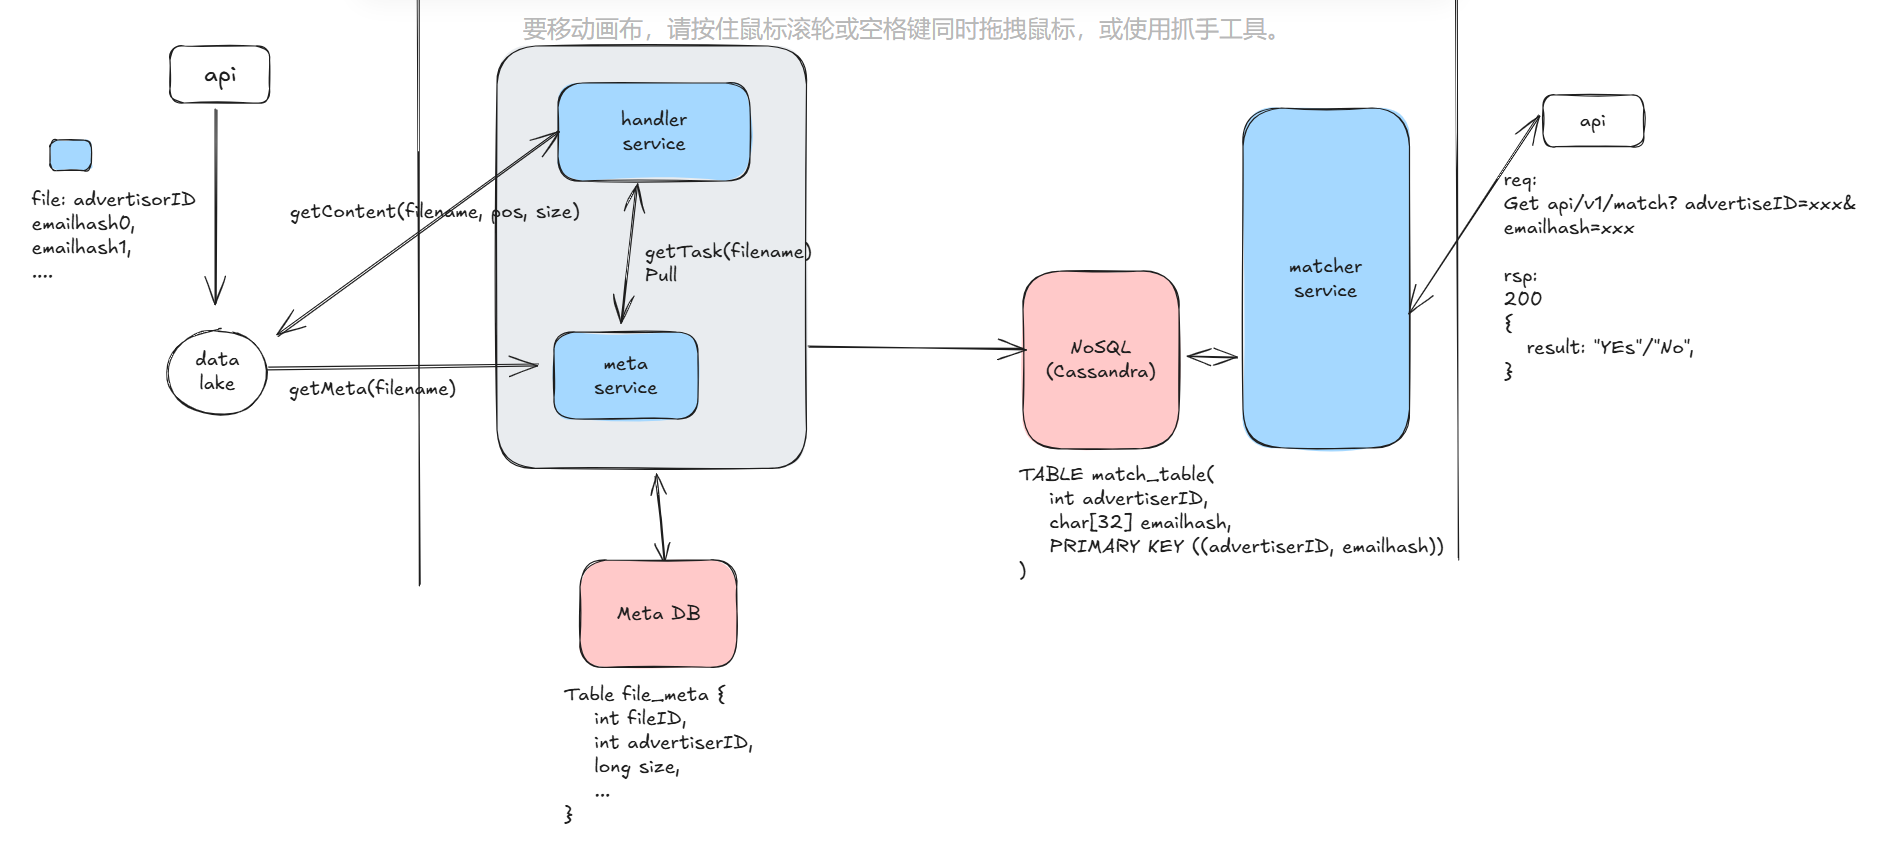 要移动画布，请按住鼠标滚轮或空格键同时拖拽鼠标，或使用抓手工具。
api
file: advertisorID
emailhash0,
emailhash1,
....
data
lake
getContent(filename, pos, size)
getMeta(filename)
handler
service
getTask(filename)
Pull
meta
service
Meta DB
Table file_meta {
int fileID,
int advertiserID,
long size,
...
}
NoSQL
(Cassandra)
TABLE match_table(
int advertiserID,
char[32] emailhash,
PRIMARY KEY ((advertiserID, emailhash))
)
matcher
service
api
req:
Get api/v1/match? advertiseID=xxx&
emailhash=xxx
rsp:
200
{
result: "YEs"/"No",
}